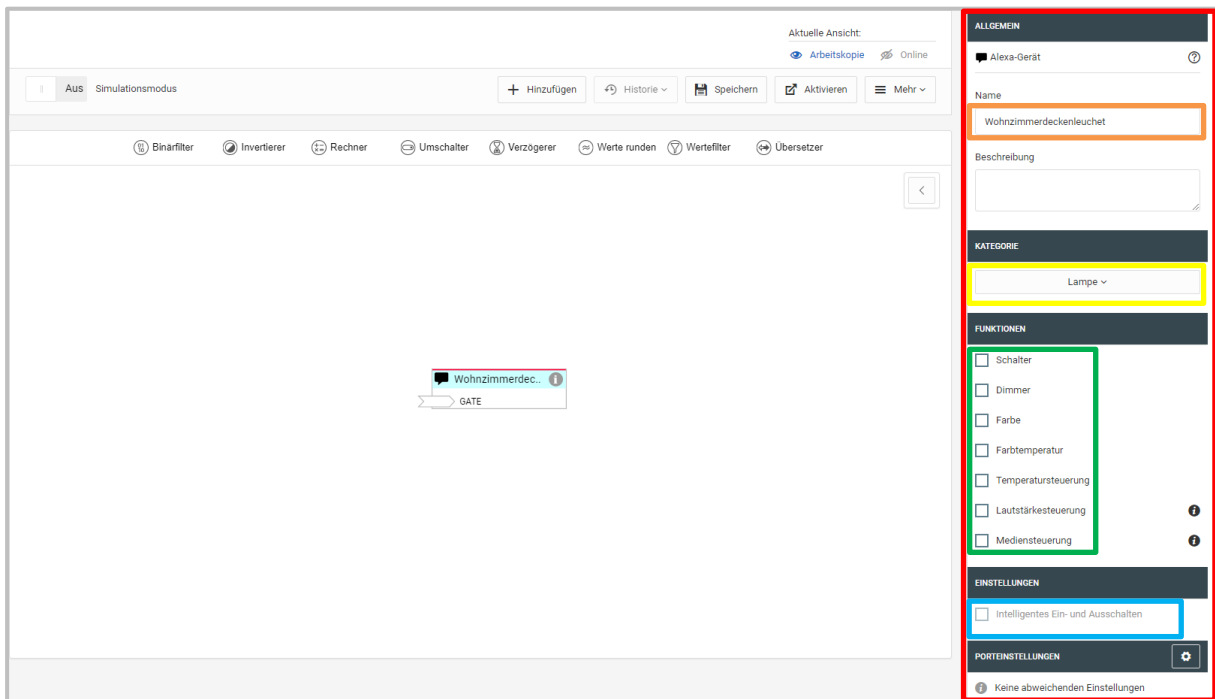 Aktuelle Ansicht:
Arbeitskopie Online
Aus Simulationsmodus
Hinzufügen Historie Speichern Aktivieren Mehr
Binärfilter Invertierer Rechner Umschalter Verzögerer Werte runden Wertefilter Übersetzer
Wohnzimmerdec..
GATE
ALLGEMEIN
Alexa-Gerät
Name
Wohnzimmerdeckenleuchet
Beschreibung
KATEGORIE
Lampe
FUNKTIONEN
Schalter
Dimmer
Farbe
Farbtemperatur
Temperatursteuerung
Lautstärkesteuerung
Mediensteuerung
EINSTELLUNGEN
Intelligentes Ein- und Ausschalten
PORTEINSTELLUNGEN
Keine abweichenden Einstellungen